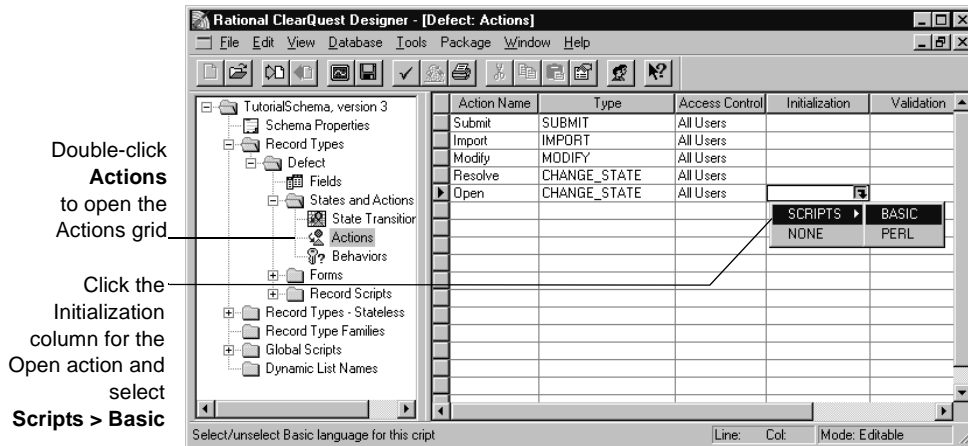 Rational ClearQuest Designer - [Defect: Actions]
File Edit View Database Tools Package Window Help
TutorialSchema, version 3
Schema Properties
Record Types
Defect
Fields
States and Actions
State Transition
Actions
Behaviors
Forms
Record Scripts
Record Types - Stateless
Record Type Families
Global Scripts
Dynamic List Names
Action Name Type Access Control Initialization Validation
Submit SUBMIT All Users
Import IMPORT All Users
Modify MODIFY All Users
Resolve CHANGE_STATE All Users
Open CHANGE_STATE All Users
SCRIPTS BASIC
NONE PERL
Select/unselect Basic language for this cript
Line: Col: Mode: Editable
Double-click
Actions
to open the
Actions grid
Click the
Initialization
column for the
Open action and
select
Scripts > Basic